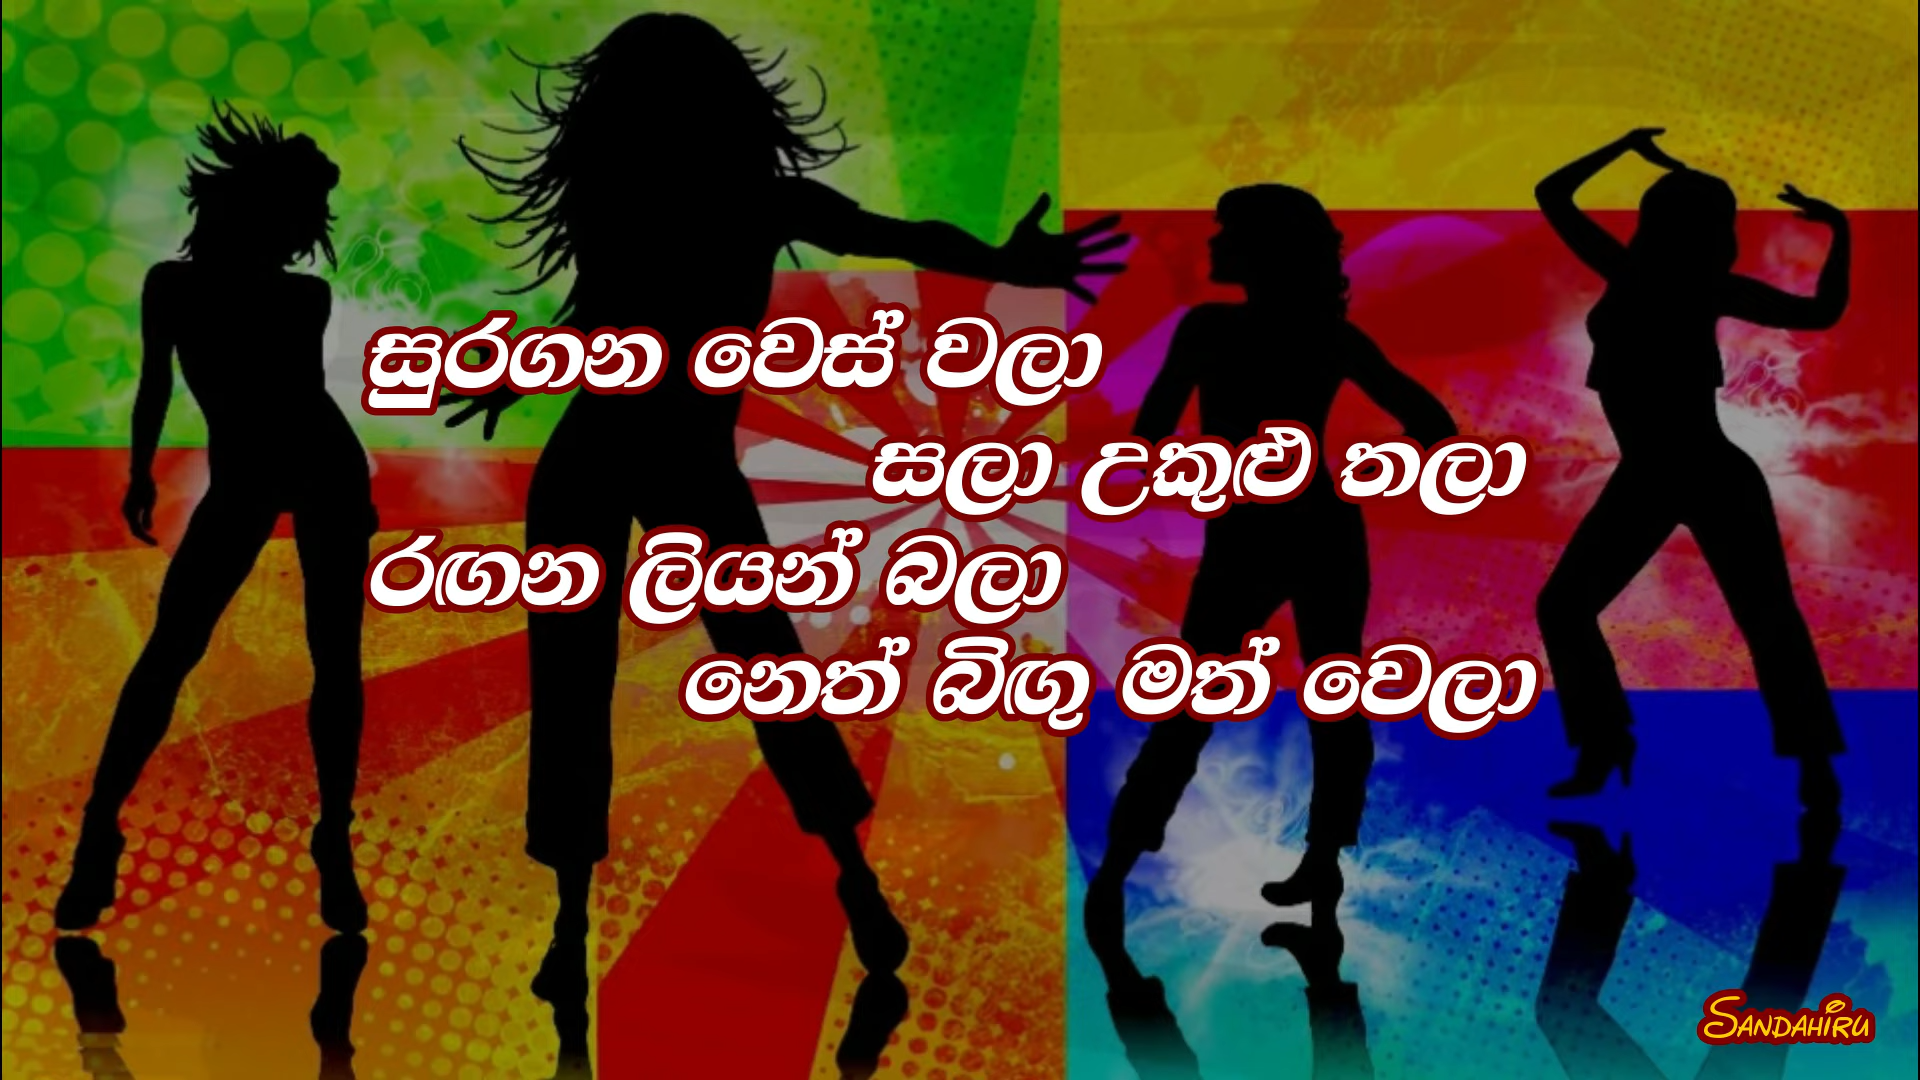 සුරගන වෙස් වලා
සලා උකුළු තලා
රඟන ලියන් බලා
නෙත් බිඟු මත් වෙලා
SANDAHIRU